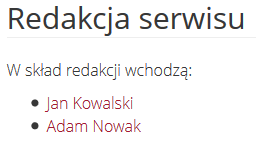 Redakcja serwisu
W skład redakcji wchodzą:
Jan Kowalski
Adam Nowak